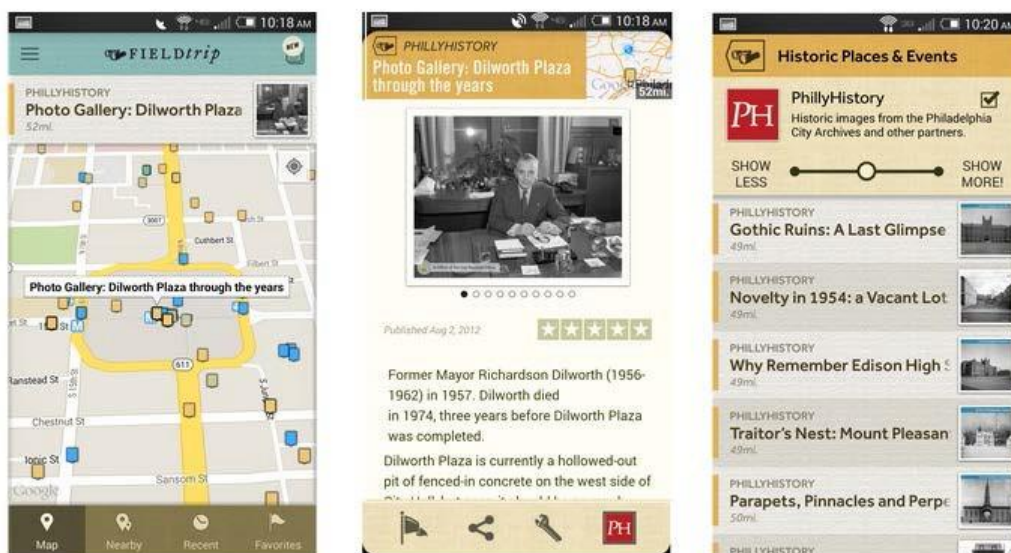 10:18 AM
FIELDtrip
NEW
PHILLYHISTORY
Photo Gallery: Dilworth Plaza
52mi.
Cuthbert St
Filbert St
Photo Gallery: Dilworth Plaza through the years
611
Ranstead St
S 15th St
Chestnut St
Ionic St
Sansom St
Google
Map
Nearby
Recent
Favorites
10:18 AM
PHILLYHISTORY
Photo Gallery: Dilworth Plaza
through the years
52mi.
Published Aug 2, 2012
Former Mayor Richardson Dilworth (1956-
1962) in 1957. Dilworth died
in 1974, three years before Dilworth Plaza
was completed.
Dilworth Plaza is currently a hollowed-out
pit of fenced-in concrete on the west side of
PH
10:20 AM
Historic Places & Events
PH
PhillyHistory
Historic images from the Philadelphia
City Archives and other partners.
SHOW
LESS
SHOW
MORE!
PHILLYHISTORY
Gothic Ruins: A Last Glimpse
49mi.
PHILLYHISTORY
Novelty in 1954: a Vacant Lot
49mi.
PHILLYHISTORY
Why Remember Edison High
49mi.
PHILLYHISTORY
Traitor's Nest: Mount Pleasan
49mi.
PHILLYHISTORY
Parapets, Pinnacles and Perpe
50mi.
PHILLYHISTORY